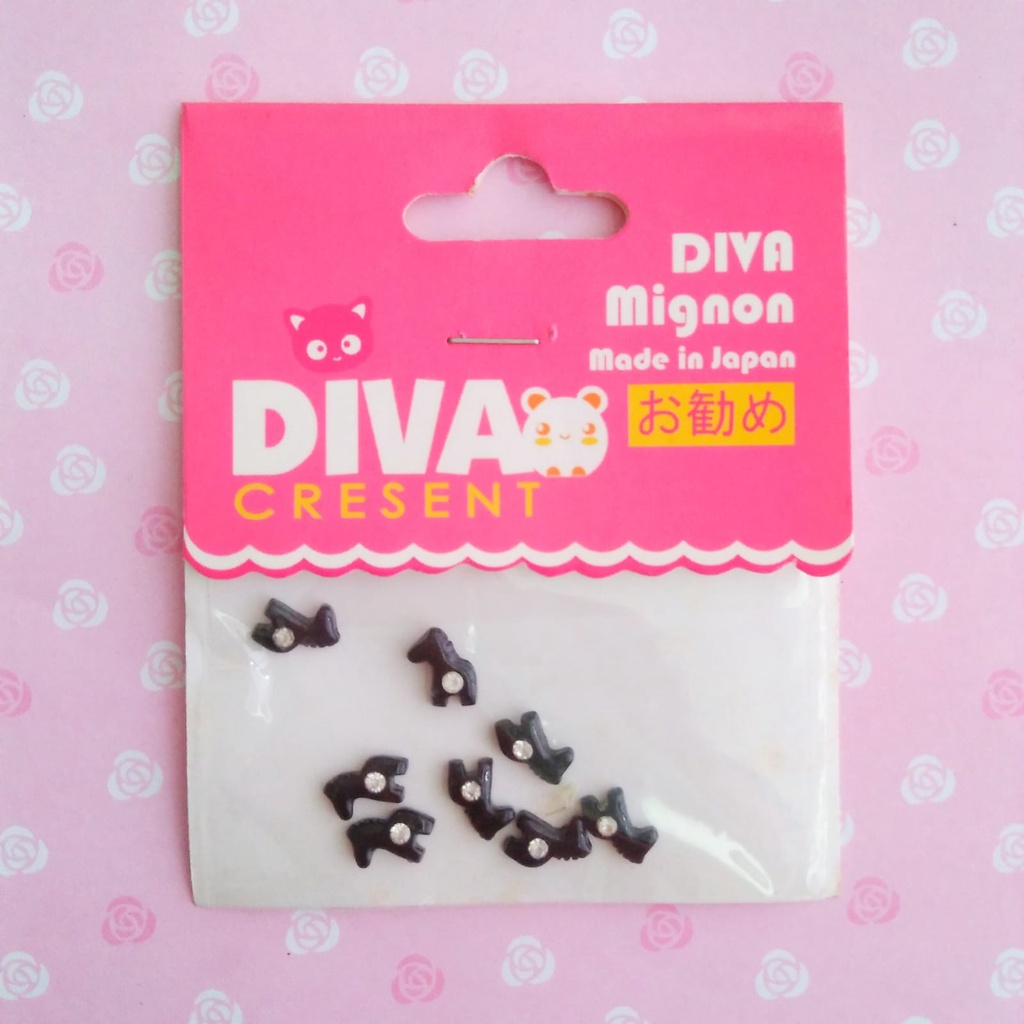 DIVA
Mignon
Made in Japan
お勧め
DIVA
CRESENT